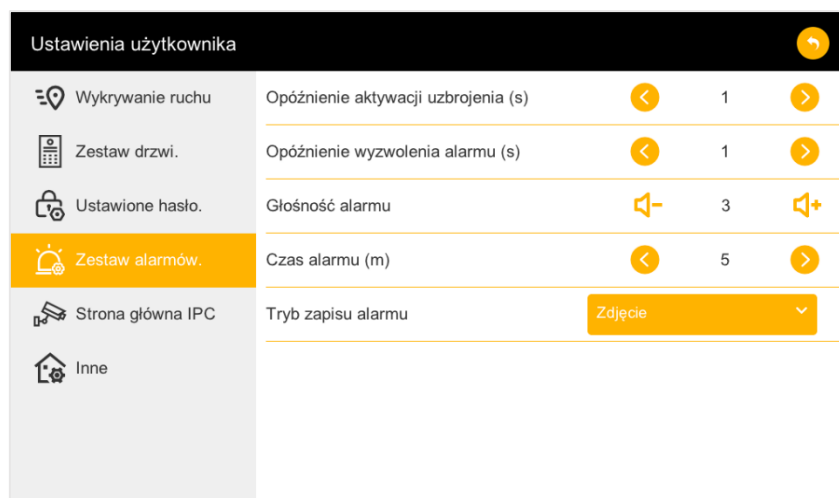 Ustawienia użytkownika
Wykrywanie ruchu
Zestaw drzwi.
Ustawione hasło.
Zestaw alarmów.
Strona główna IPC
Inne
Opóźnienie aktywacji uzbrojenia (s) 1
Opóźnienie wyzwolenia alarmu (s) 1
Głośność alarmu 3
Czas alarmu (m) 5
Tryb zapisu alarmu Zdjęcie